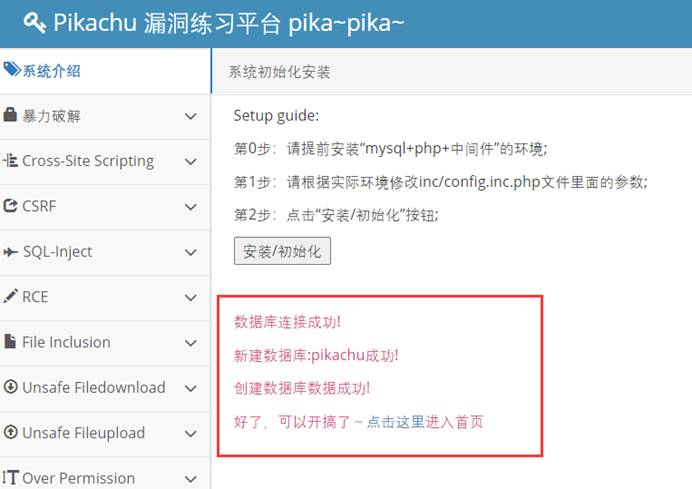 Pikachu 漏洞练习平台 pika~pika~
系统介绍
暴力破解
Cross-Site Scripting
CSRF
SQL-Inject
RCE
File Inclusion
Unsafe Filedownload
Unsafe Fileupload
Over Permission
系统初始化安装
Setup guide:
第0步：请提前安装“mysql+php+中间件”的环境;
第1步：请根据实际环境修改inc/config.inc.php文件里面的参数;
第2步：点击“安装/初始化”按钮;
安装/初始化
数据库连接成功!
新建数据库:pikachu成功!
创建数据库数据成功!
好了，可以开搞了～点击这里进入首页